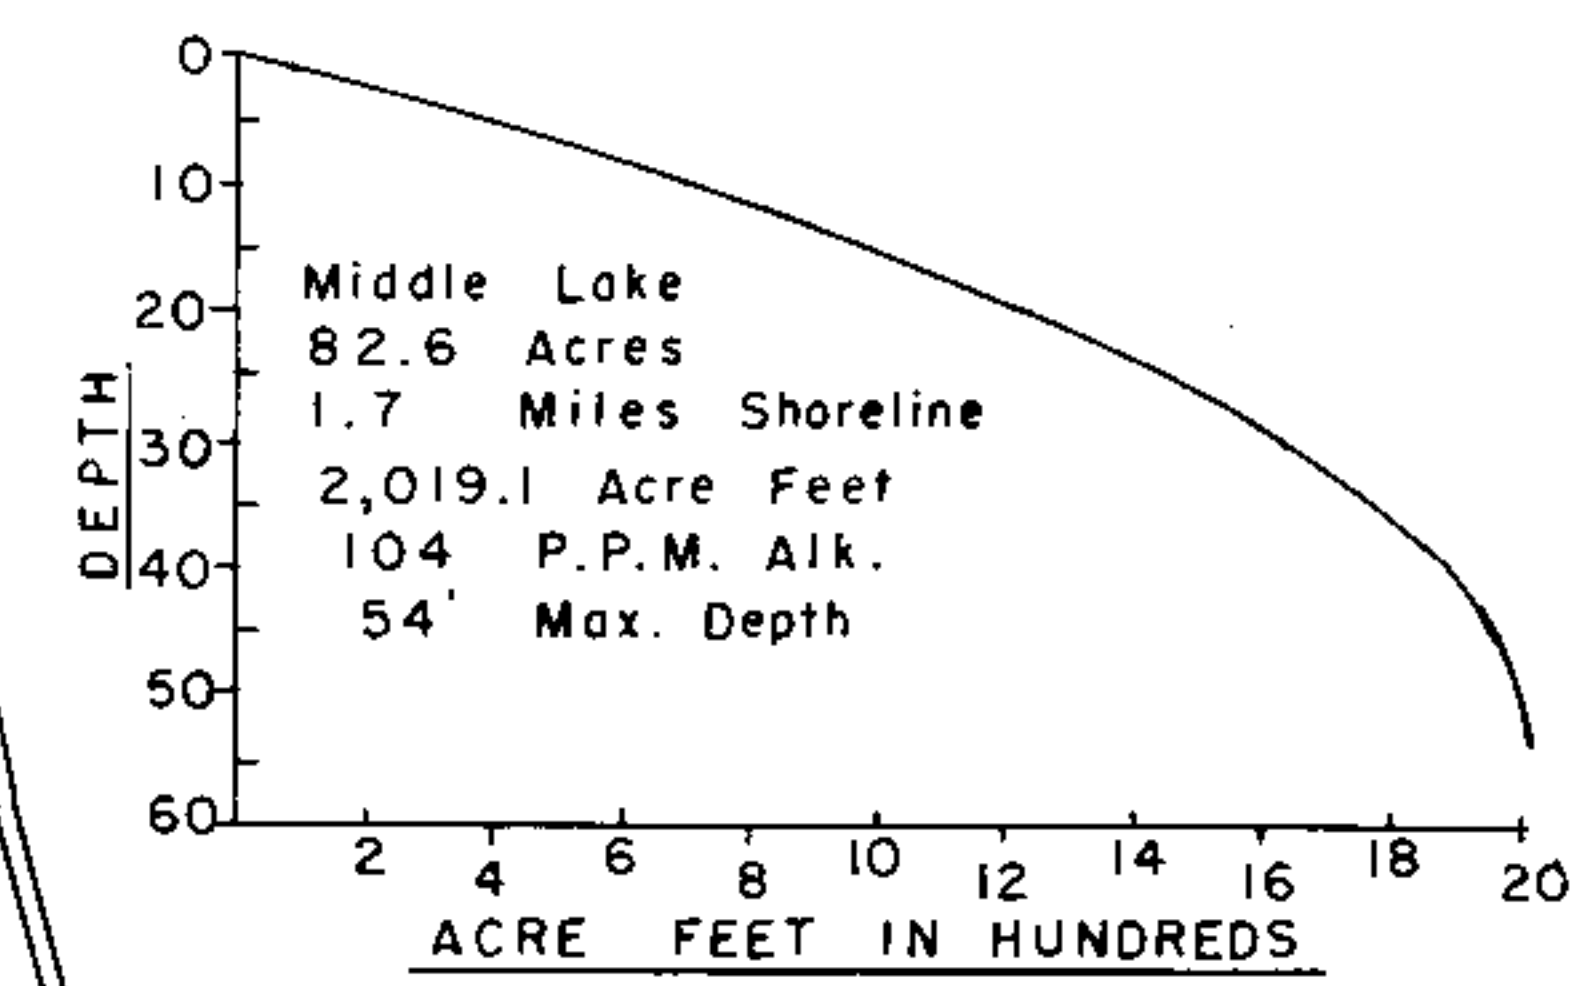 0
10
20
30
40
50
60
DEPTH
Middle Lake
82.6 Acres
1.7 Miles Shoreline
2,019.1 Acre Feet
104 P.P.M. Alk.
54' Max. Depth
2 4 6 8 10 12 14 16 18 20
ACRE FEET IN HUNDREDS